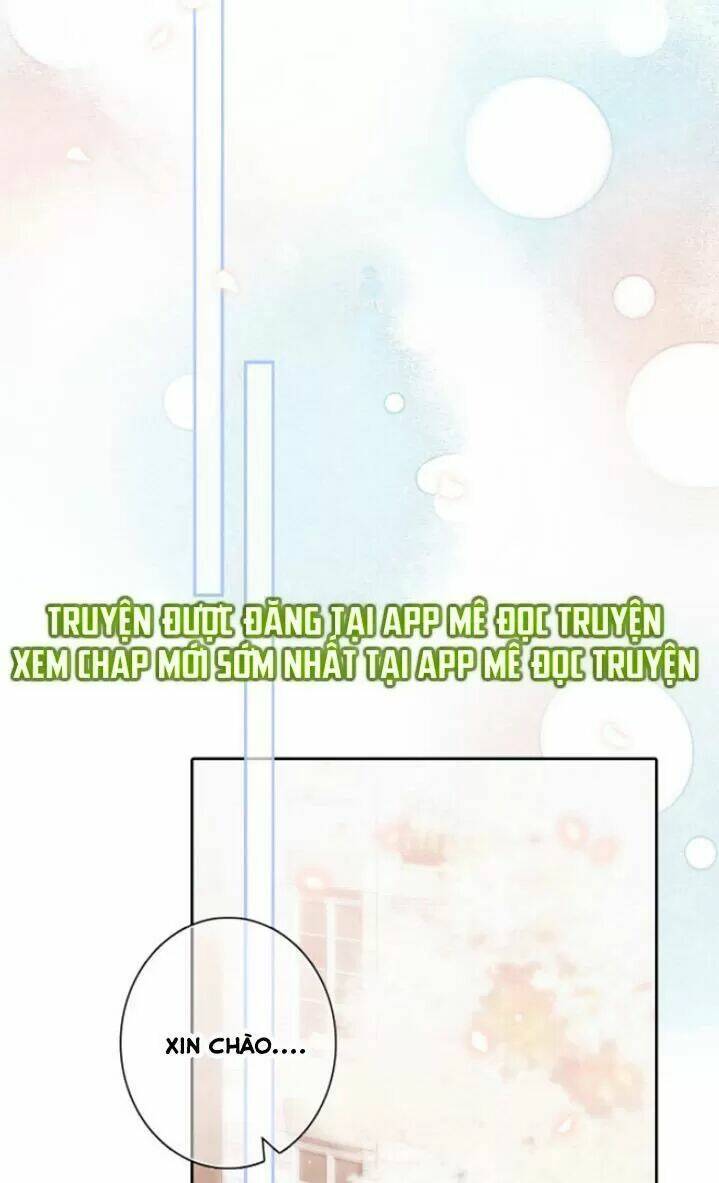 TRUYỆN ĐƯỢC ĐĂNG TẠI APP MÊ ĐỌC TRUYỆN
XEM CHAP MỚI SỚM NHẤT TẠI APP MÊ ĐỌC TRUYỆN
XIN CHÀO....